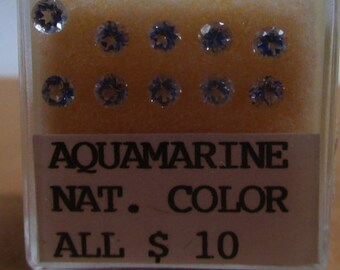 AQUAMARINE
NAT. COLOR
ALL $ 10